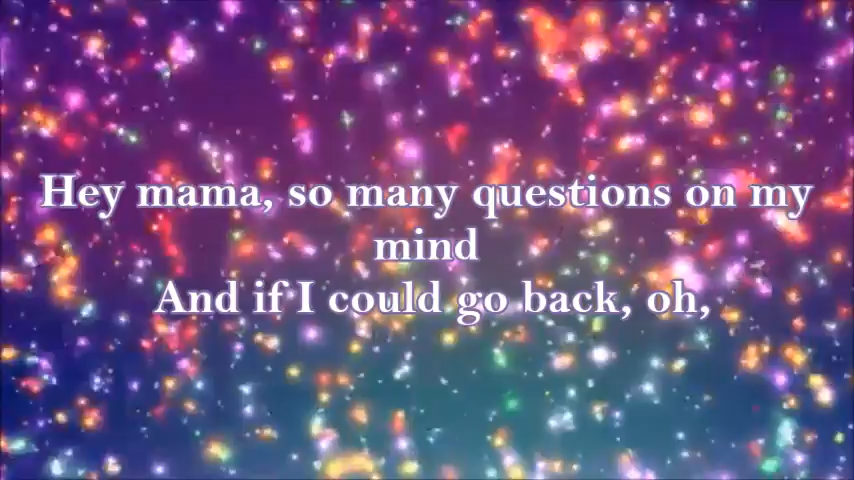 Hey mama, so many questions on my
mind
And if I could go back, oh,